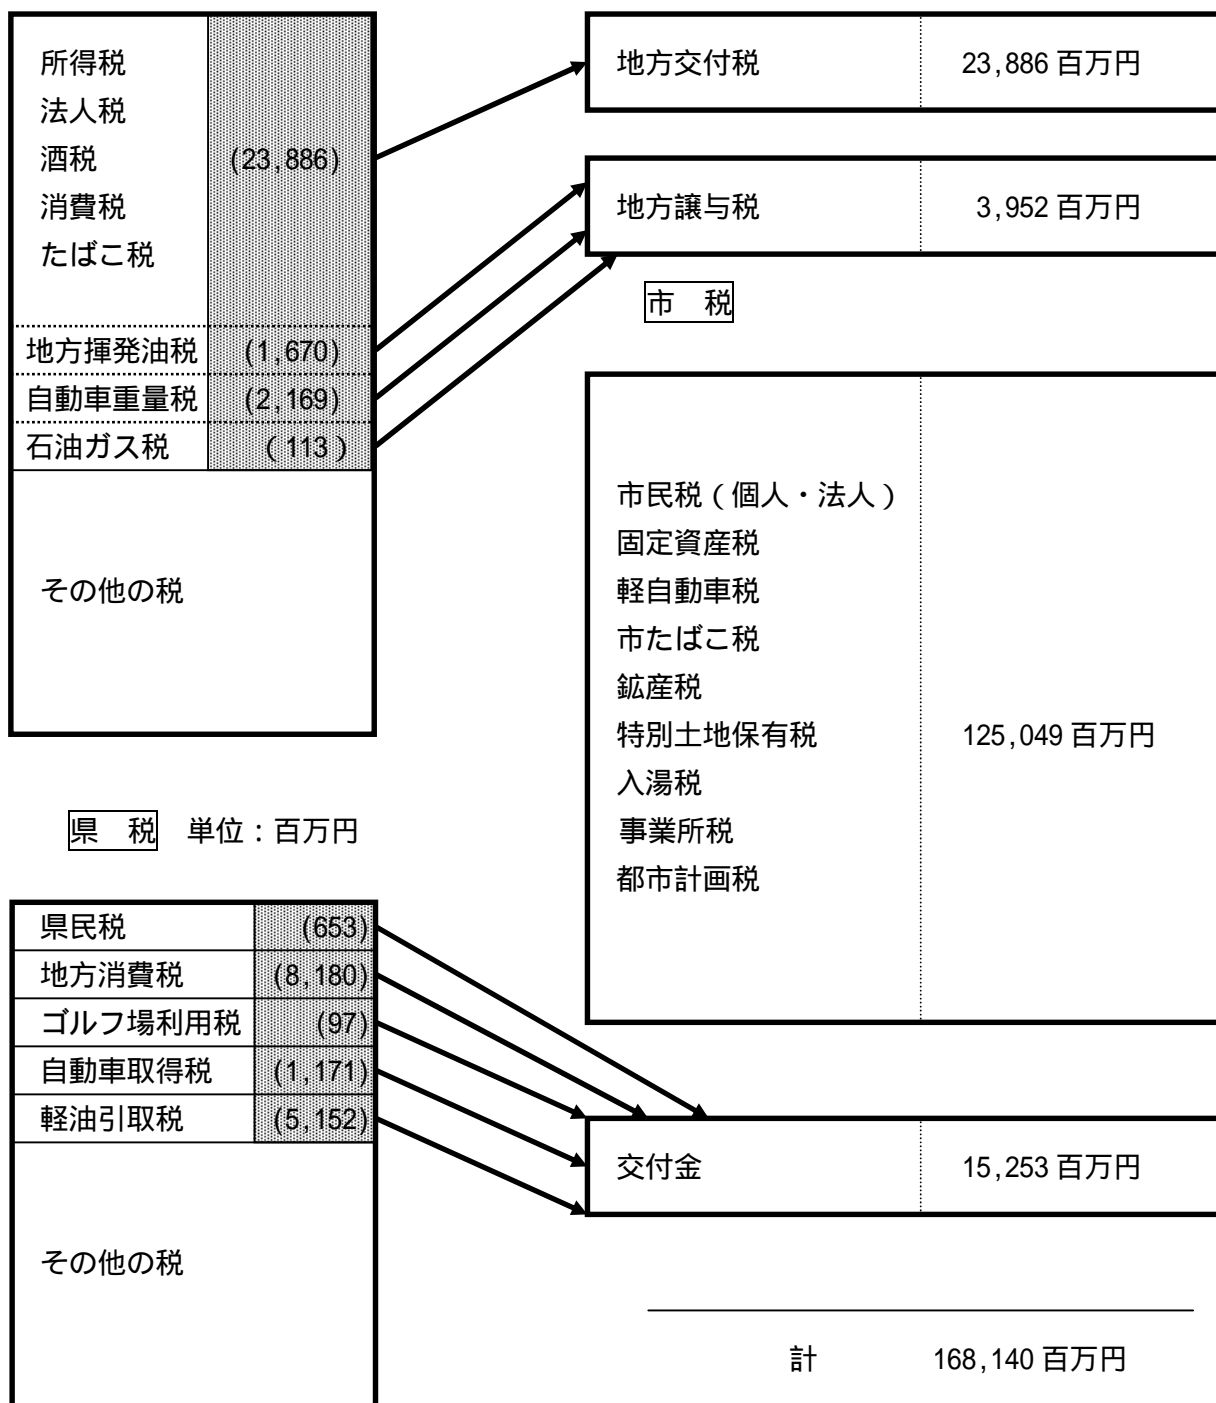 所得税
法人税
酒税 (23,886)
消費税
たばこ税
地方揮発油税 (1,670)
自動車重量税 (2,169)
石油ガス税 (113)
その他の税
地方交付税 23,886 百万円
地方譲与税 3,952 百万円
市 税
市民税(個人・法人)
固定資産税
軽自動車税
市たばこ税
鉱産税
特別土地保有税 125,049 百万円
入湯税
事業所税
都市計画税
県 税 単位:百万円
県民税 (653)
地方消費税 (8,180)
ゴルフ場利用税 (97)
自動車取得税 (1,171)
軽油引取税 (5,152)
その他の税
交付金 15,253 百万円
計 168,140 百万円